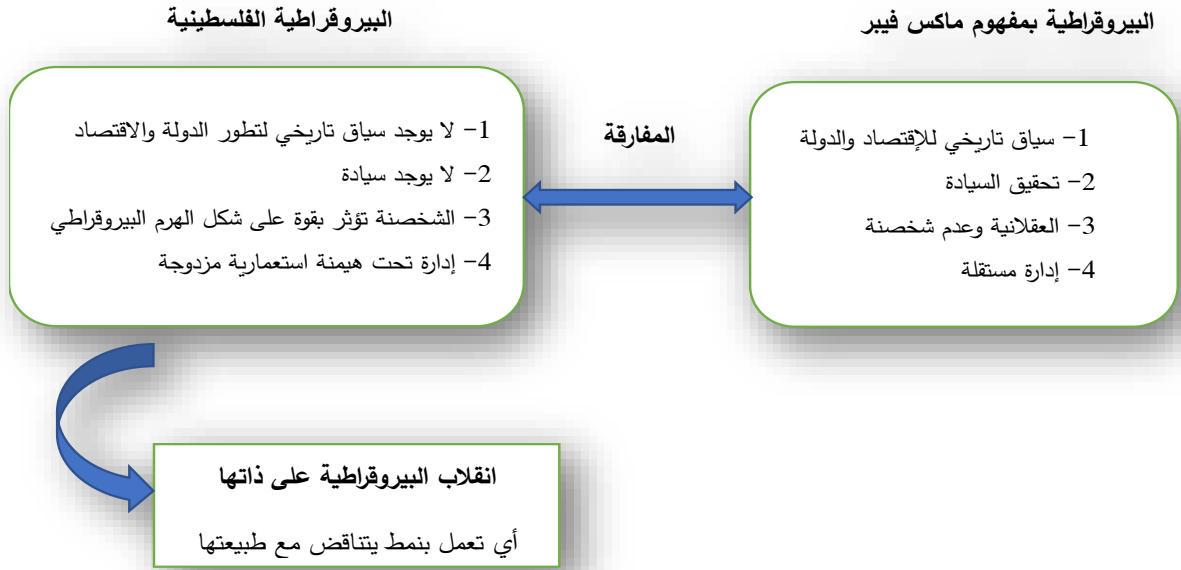 البيروقراطية بمفهوم ماكس فيبر
1- سياق تاريخي للإقتصاد والدولة
2- تحقيق السيادة
3- العقلانية وعدم شخصنة
4- إدارة مستقلة
المفارقة
البيروقراطية الفلسطينية
1- لا يوجد سياق تاريخي لتطور الدولة والاقتصاد
2- لا يوجد سيادة
3- الشخصنة تؤثر بقوة على شكل الهرم البيروقراطي
4- إدارة تحت هيمنة استعمارية مزدوجة
انقلاب البيروقراطية على ذاتها
أي تعمل بنمط يتناقض مع طبيعتها